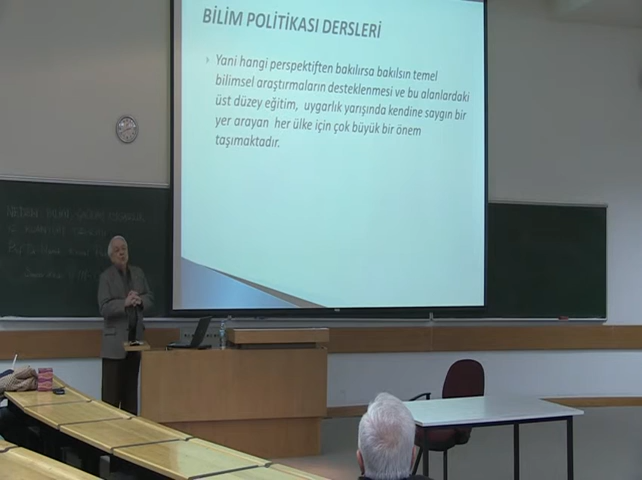 BİLİM POLİTİKASI DERSLERİ
Yani hangi perspektiften bakılırsa bakılsın temel
bilimsel araştırmaların desteklenmesi ve bu alanlardaki
üst düzey eğitim, uygarlık yarışında kendine saygın bir
yer arayan her ülke için çok büyük bir önem
taşımaktadır.